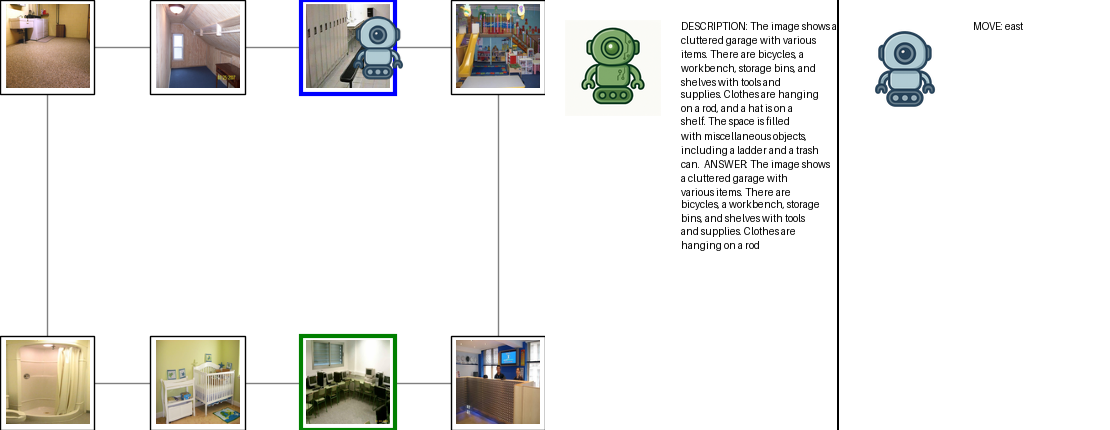 DESCRIPTION: The image shows a
cluttered garage with various
items. There are bicycles, a
workbench, storage bins, and
shelves with tools and
supplies. Clothes are hanging
on a rod, and a hat is on a
shelf. The space is filled
with miscellaneous objects,
including a ladder and a trash
can.  ANSWER: The image shows
a cluttered garage with
various items. There are
bicycles, a workbench, storage
bins, and shelves with tools
and supplies. Clothes are
hanging on a rod
MOVE: east